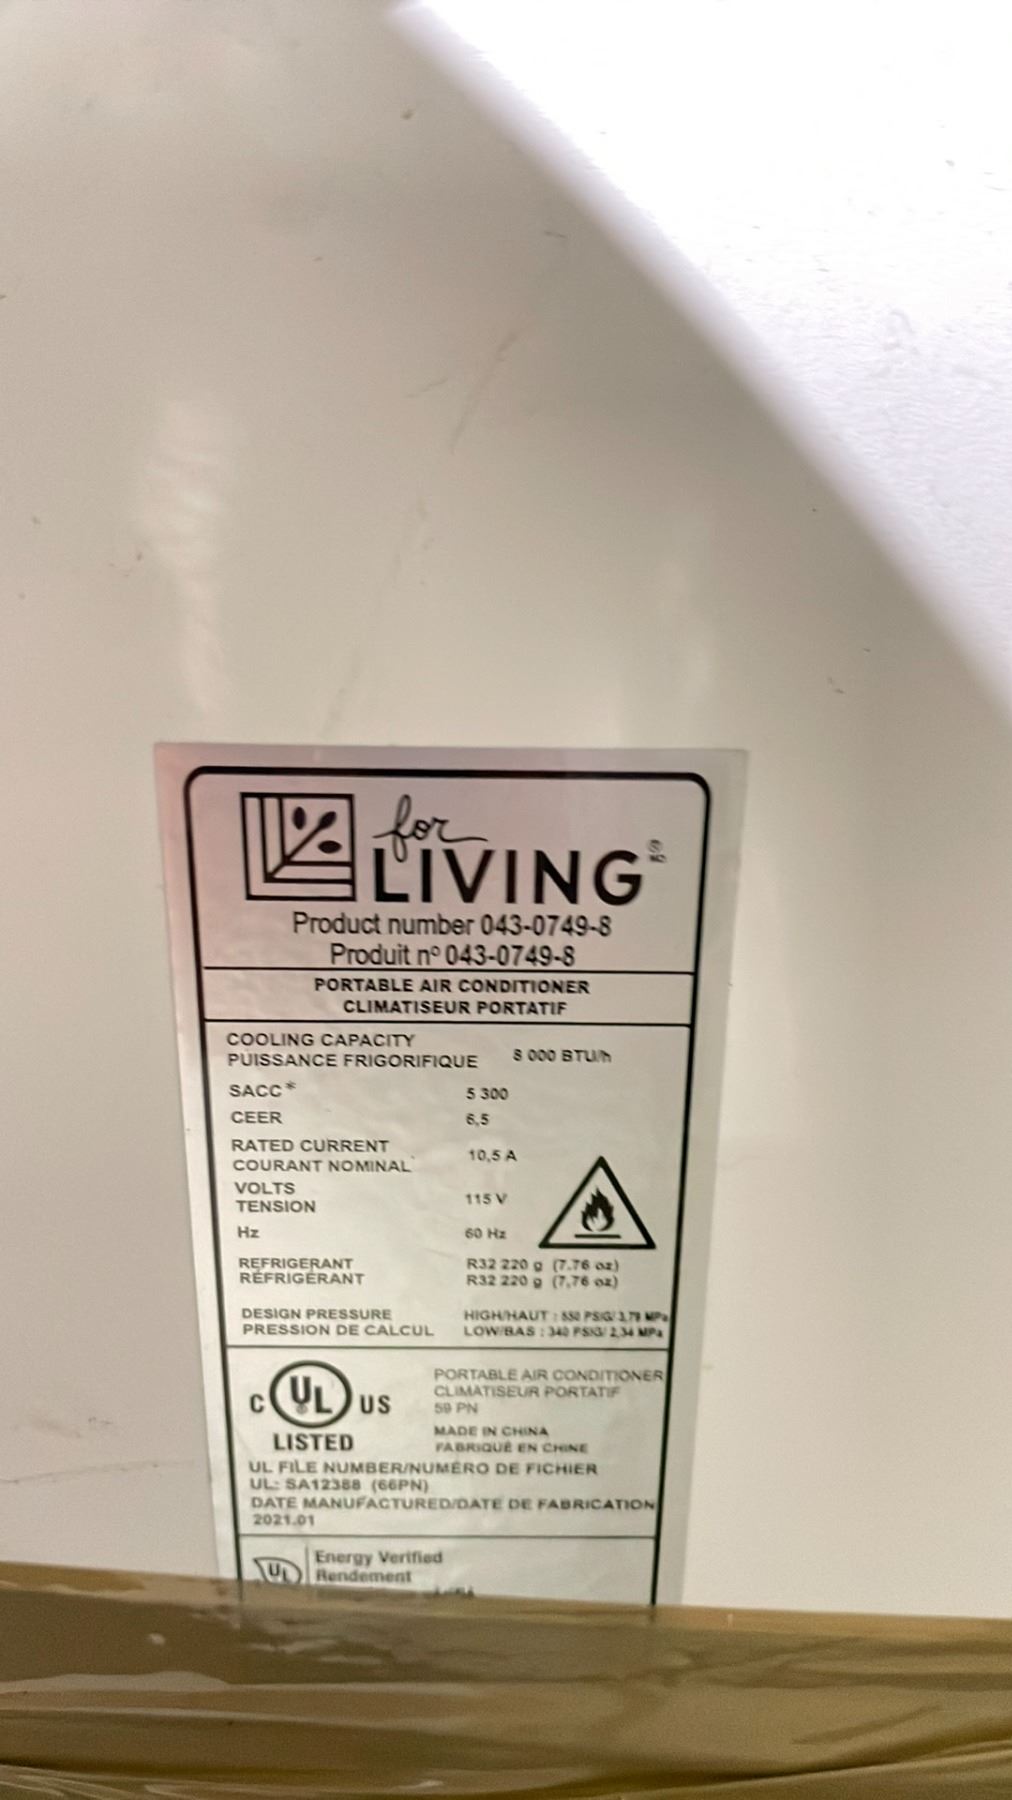 for
LIVING
®
MD
Product number 043-0749-8
Produit nº 043-0749-8
PORTABLE AIR CONDITIONER
CLIMATISEUR PORTATIF
COOLING CAPACITY
PUISSANCE FRIGORIFIQUE 8 000 BTU/h
SACC* 5 300
CEER 6,5
RATED CURRENT
COURANT NOMINAL 10,5 A
VOLTS
TENSION 115 V
Hz 60 Hz
REFRIGERANT R32 220 g (7.76 oz)
RÉFRIGÉRANT R32 220 g (7,76 oz)
DESIGN PRESSURE HIGH/HAUT : 550 PSIG/ 3,79 MPa
PRESSION DE CALCUL LOW/BAS : 340 PSIG/ 2,34 MPa
C UL ® US
LISTED
PORTABLE AIR CONDITIONER
CLIMATISEUR PORTATIF
59 PN
MADE IN CHINA
FABRIQUÉ EN CHINE
UL FILE NUMBER/NUMÉRO DE FICHIER
UL: SA12388 (66PN)
DATE MANUFACTURED/DATE DE FABRICATION
2021.01
UL Energy Verified
Rendement